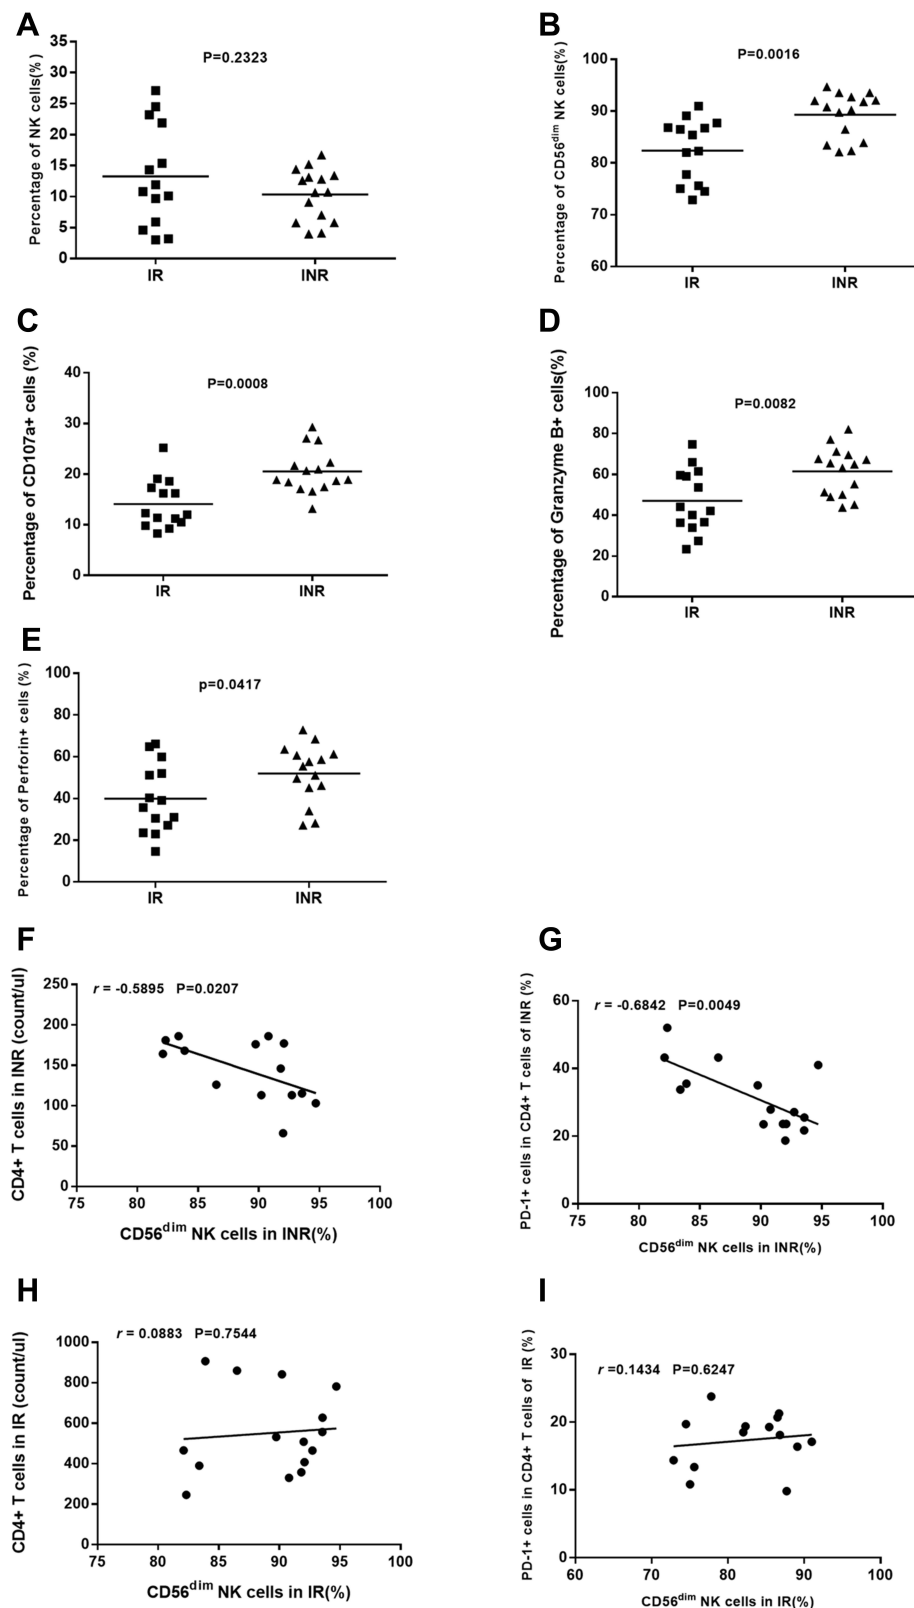 A
Percentage of NK cells(%)
35
30
25
20
15
10
5
0
P=0.2323
IR
INR
B
Percentage of CD56dim NK cells(%)
100
90
80
70
60
P=0.0016
IR
INR
C
Percentage of CD107a+ cells (%)
40
30
20
10
0
P=0.0008
IR
INR
D
Percentage of Granzyme B+ cells(%)
100
80
60
40
20
0
P=0.0082
IR
INR
E
Percentage of Perforin+ cells (%)
100
80
60
40
20
0
p=0.0417
IR
INR
F
CD4+ T cells in INR (count/ul)
250
200
150
100
50
0
r = -0.5895 P=0.0207
75 80 85 90 95 100
CD56dim NK cells in INR(%)
G
PD-1+ cells in CD4+ T cells of INR (%)
60
40
20
0
r = -0.6842 P=0.0049
75 80 85 90 95 100
CD56dim NK cells in INR(%)
H
CD4+ T cells in IR (count/ul)
1000
800
600
400
200
0
r = 0.0883 P=0.7544
75 80 85 90 95 100
CD56dim NK cells in IR(%)
I
PD-1+ cells in CD4+ T cells of IR (%)
30
20
10
0
r =0.1434 P=0.6247
60 70 80 90 100
CD56dim NK cells in IR(%)